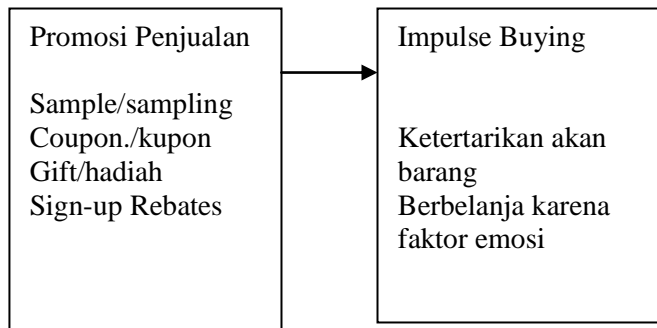 Promosi Penjualan
Sample/sampling
Coupon./kupon
Gift/hadiah
Sign-up Rebates
Impulse Buying
Ketertarikan akan
barang
Berbelanja karena
faktor emosi